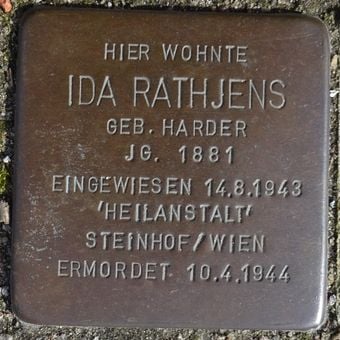 HIER WOHNTE
IDA RATHJENS
GEB. HARDER
JG. 1881
EINGEWIESEN 14.8.1943
'HEILANSTALT'
STEINHOF/WIEN
ERMORDET 10.4.1944